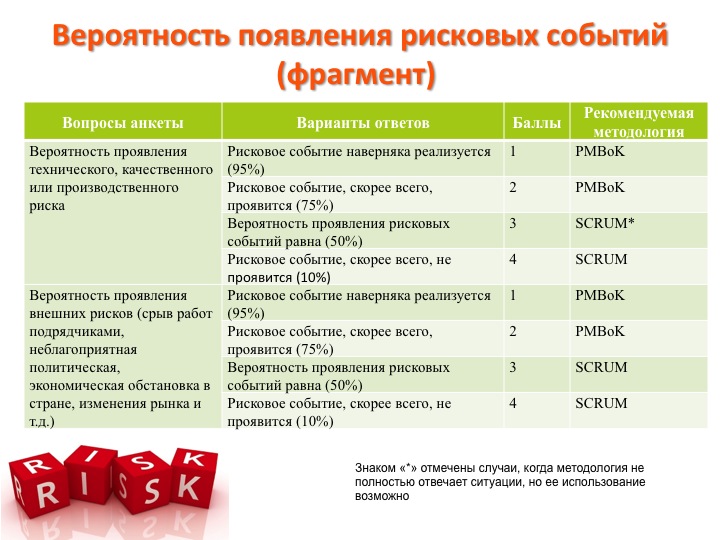 Вероятность появления рисковых событий
(фрагмент)
Вопросы анкеты
Варианты ответов
Баллы
Рекомендуемая
методология
Вероятность проявления
технического, качественного
или производственного
риска
Рисковое событие наверняка реализуется
(95%)
1
PMBoK
Рисковое событие, скорее всего,
проявится (75%)
2
PMBoK
Вероятность проявления рисковых
событий равна (50%)
3
SCRUM*
Рисковое событие, скорее всего, не
проявится (10%)
4
SCRUM
Вероятность проявления
внешних рисков (срыв работ
подрядчиками,
неблагоприятная
политическая,
экономическая обстановка в
стране, изменения рынка и
т.д.)
Рисковое событие наверняка реализуется
(95%)
1
PMBoK
Рисковое событие, скорее всего,
проявится (75%)
2
PMBoK
Вероятность проявления рисковых
событий равна (50%)
3
SCRUM
Рисковое событие, скорее всего, не
проявится (10%)
4
SCRUM
RISK
RISK
Знаком «*» отмечены случаи, когда методология не
полностью отвечает ситуации, но ее использование
возможно